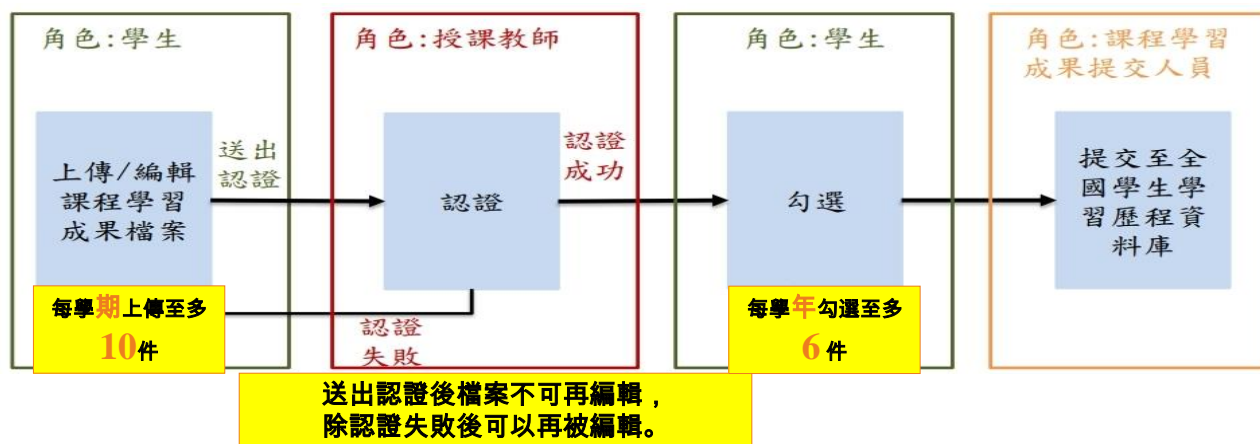 角色:學生
上傳/編輯
課程學習
成果檔案
送出
認證
每學期上傳至多
10件
角色:授課教師
認證
認證
成功
認證
失敗
送出認證後檔案不可再編輯，
除認證失敗後可以再被編輯。
角色:學生
勾選
每學年勾選至多
6 件
角色:課程學習
成果提交人員
提交至全
國學生學
習歷程資
料庫